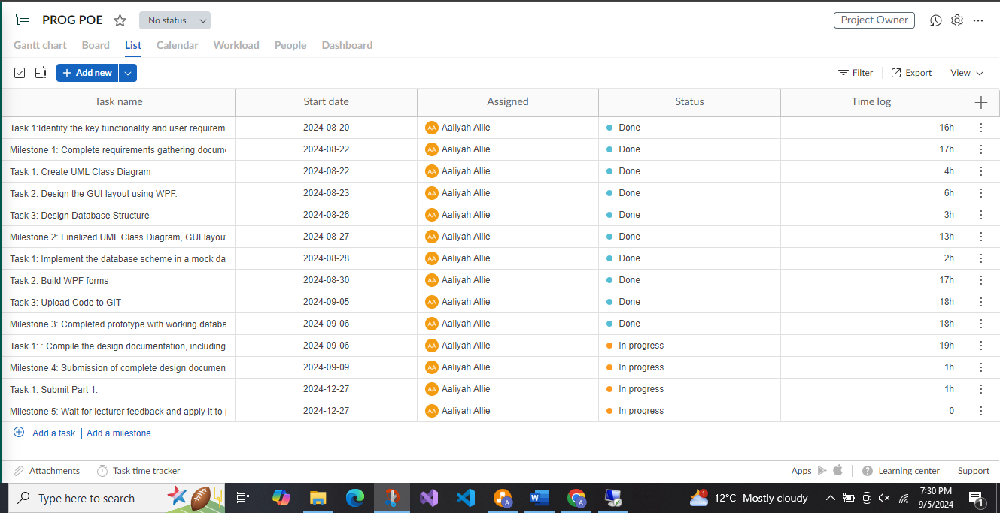 PROG POE No status Project Owner
Gantt chart Board List Calendar Workload People Dashboard
Add new Filter Export View
Task name Start date Assigned Status Time log
Task 1:Identify the key functionality and user requirem 2024-08-20 AA Aaliyah Allie Done 16h
Milestone 1: Complete requirements gathering docume 2024-08-22 AA Aaliyah Allie Done 17h
Task 1: Create UML Class Diagram 2024-08-22 AA Aaliyah Allie Done 4h
Task 2: Design the GUI layout using WPF. 2024-08-23 AA Aaliyah Allie Done 6h
Task 3: Design Database Structure 2024-08-26 AA Aaliyah Allie Done 3h
Milestone 2: Finalized UML Class Diagram, GUI layout 2024-08-27 AA Aaliyah Allie Done 13h
Task 1: Implement the database scheme in a mock da 2024-08-28 AA Aaliyah Allie Done 2h
Task 2: Build WPF forms 2024-08-30 AA Aaliyah Allie Done 17h
Task 3: Upload Code to GIT 2024-09-05 AA Aaliyah Allie Done 18h
Milestone 3: Completed prototype with working databa 2024-09-06 AA Aaliyah Allie Done 18h
Task 1: : Compile the design documentation, including 2024-09-06 AA Aaliyah Allie In progress 19h
Milestone 4: Submission of complete design documen 2024-09-09 AA Aaliyah Allie In progress 1h
Task 1: Submit Part 1. 2024-12-27 AA Aaliyah Allie In progress 1h
Milestone 5: Wait for lecturer feedback and apply it to 2024-12-27 AA Aaliyah Allie In progress 0
Add a task Add a milestone
Attachments Task time tracker Apps Learning center Support
Type here to search 12°C Mostly cloudy 7:30 PM
9/5/2024